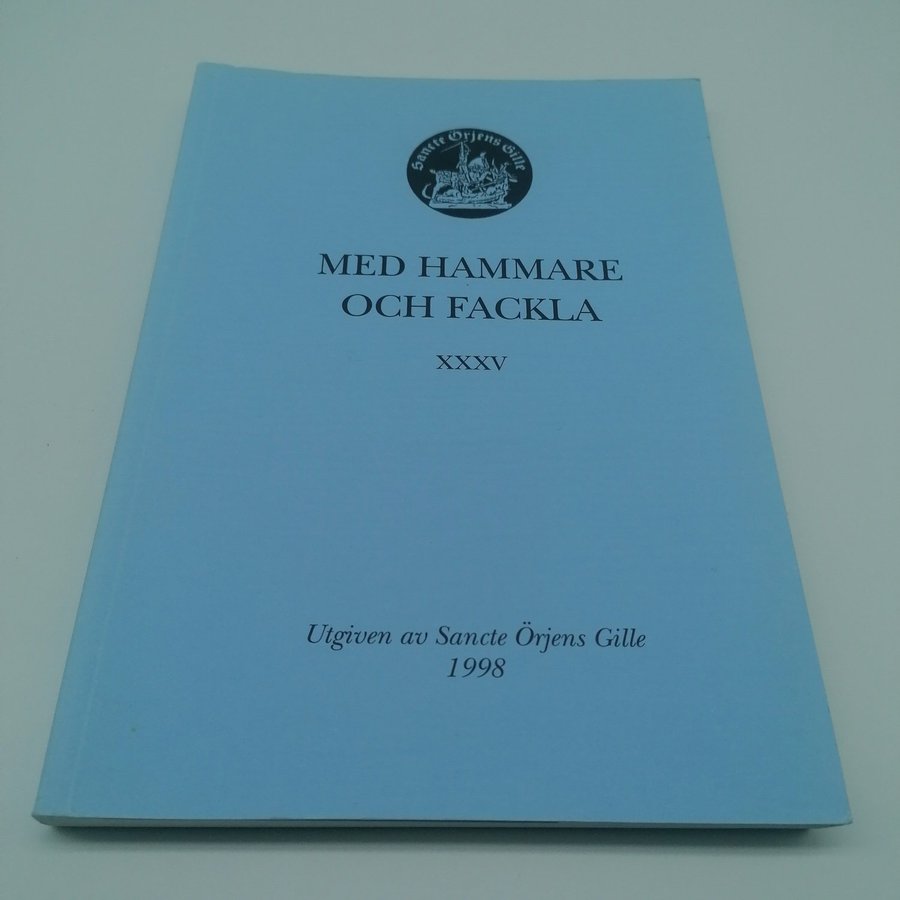 Sancte Örjens Gille
MED HAMMARE
OCH FACKLA
XXXV
Utgiven av Sancte Örjens Gille
1998